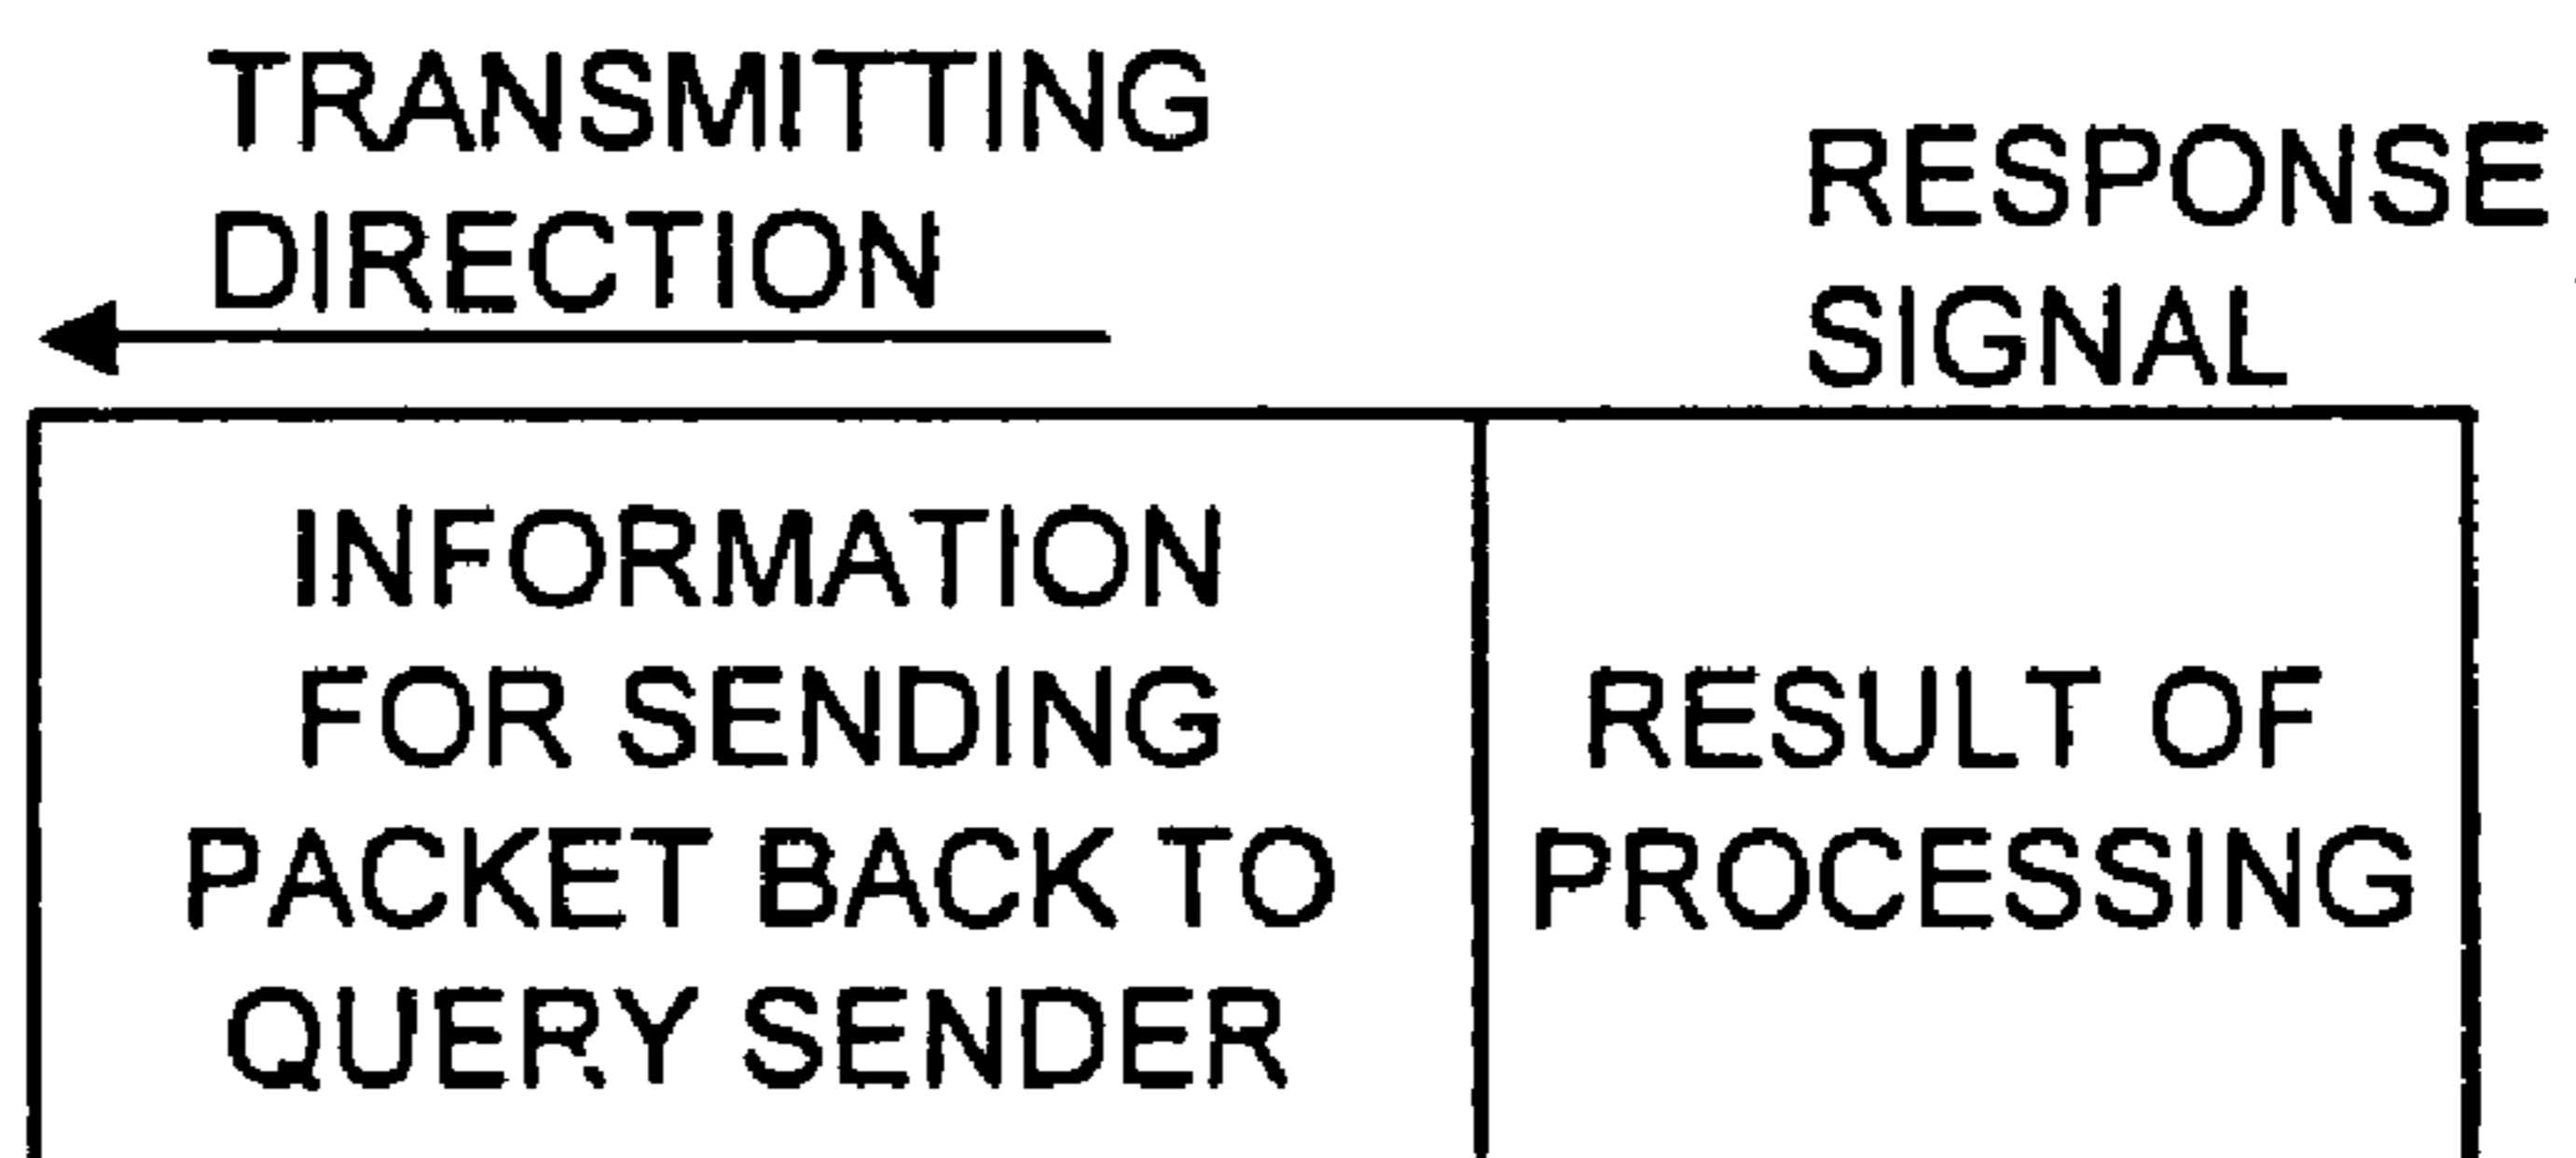 TRANSMITTING
DIRECTION
RESPONSE
SIGNAL
INFORMATION
FOR SENDING
PACKET BACK TO
QUERY SENDER
RESULT OF
PROCESSING